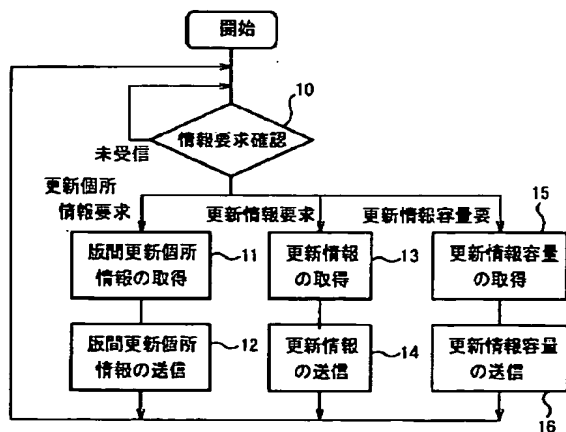 開始
10
情報要求確認
未受信
更新個所
情報要求
更新情報要求
更新情報容量要
15
版間更新個所
情報の取得
11
更新情報
の取得
13
更新情報容量
の取得
版間更新個所
情報の送信
12
更新情報
の送信
14
更新情報容量
の送信
16